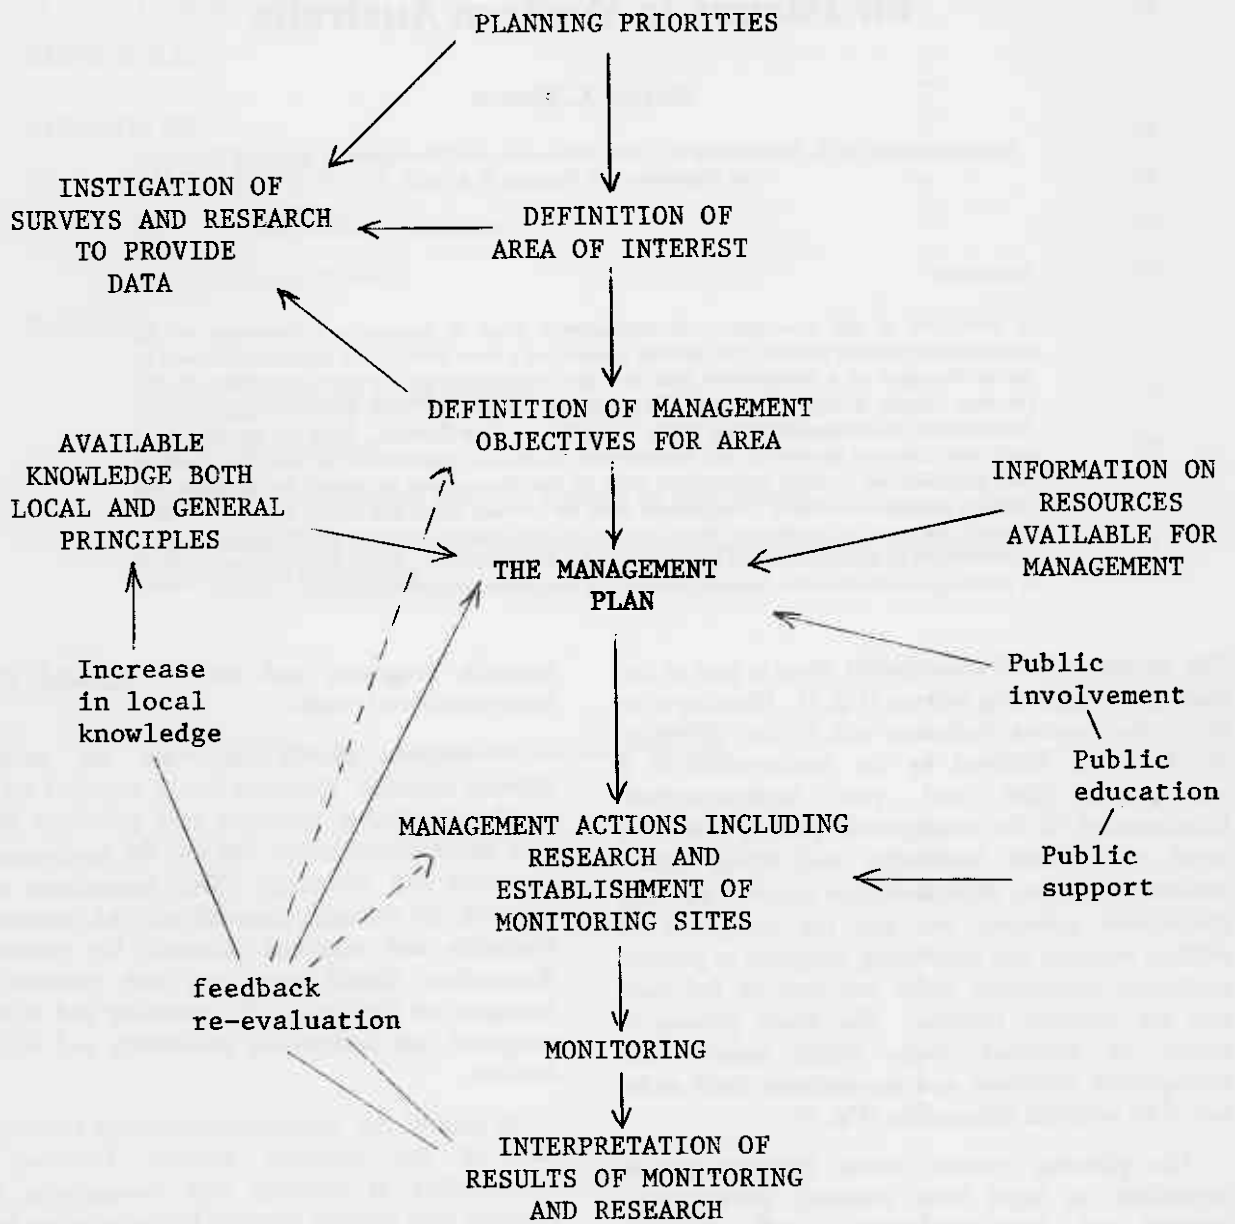 PLANNING PRIORITIES
INSTIGATION OF
SURVEYS AND RESEARCH
TO PROVIDE
DATA
DEFINITION OF
AREA OF INTEREST
DEFINITION OF MANAGEMENT
OBJECTIVES FOR AREA
AVAILABLE
KNOWLEDGE BOTH
LOCAL AND GENERAL
PRINCIPLES
INFORMATION ON
RESOURCES
AVAILABLE FOR
MANAGEMENT
THE MANAGEMENT
PLAN
Increase
in local
knowledge
Public
involvement
Public
education
Public
support
MANAGEMENT ACTIONS INCLUDING
RESEARCH AND
ESTABLISHMENT OF
MONITORING SITES
feedback
re-evaluation
MONITORING
INTERPRETATION OF
RESULTS OF MONITORING
AND RESEARCH